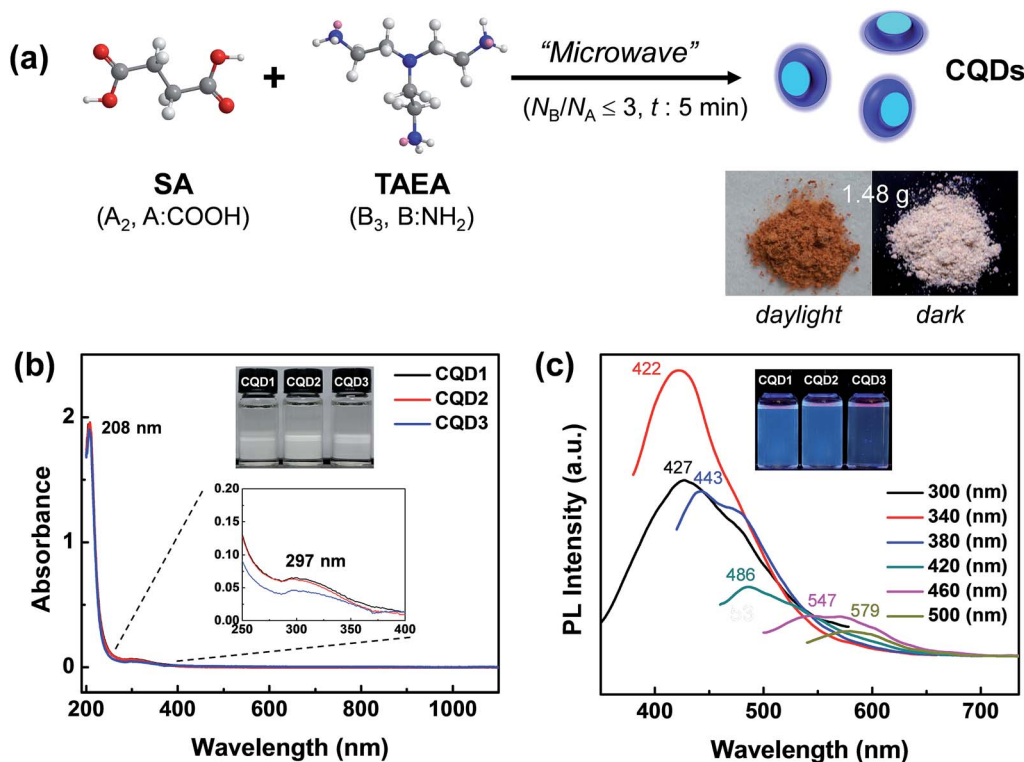 (a)
+
"Microwave"
(N_B/N_A ≤ 3, t : 5 min)
CQDs
SA
(A₂, A:COOH)
TAEA
(B₃, B:NH₂)
1.48 g
daylight
dark
(b)
Absorbance
2
1
0
208 nm
CQD1 CQD2 CQD3
CQD1
CQD2
CQD3
0.20
0.15
0.10
0.05
0.00
297 nm
250 300 350 400
200 400 600 800 1000
Wavelength (nm)
(c)
PL Intensity (a.u.)
422
427
443
486
547
579
CQD1 CQD2 CQD3
300 (nm)
340 (nm)
380 (nm)
420 (nm)
460 (nm)
500 (nm)
400 500 600 700
Wavelength (nm)